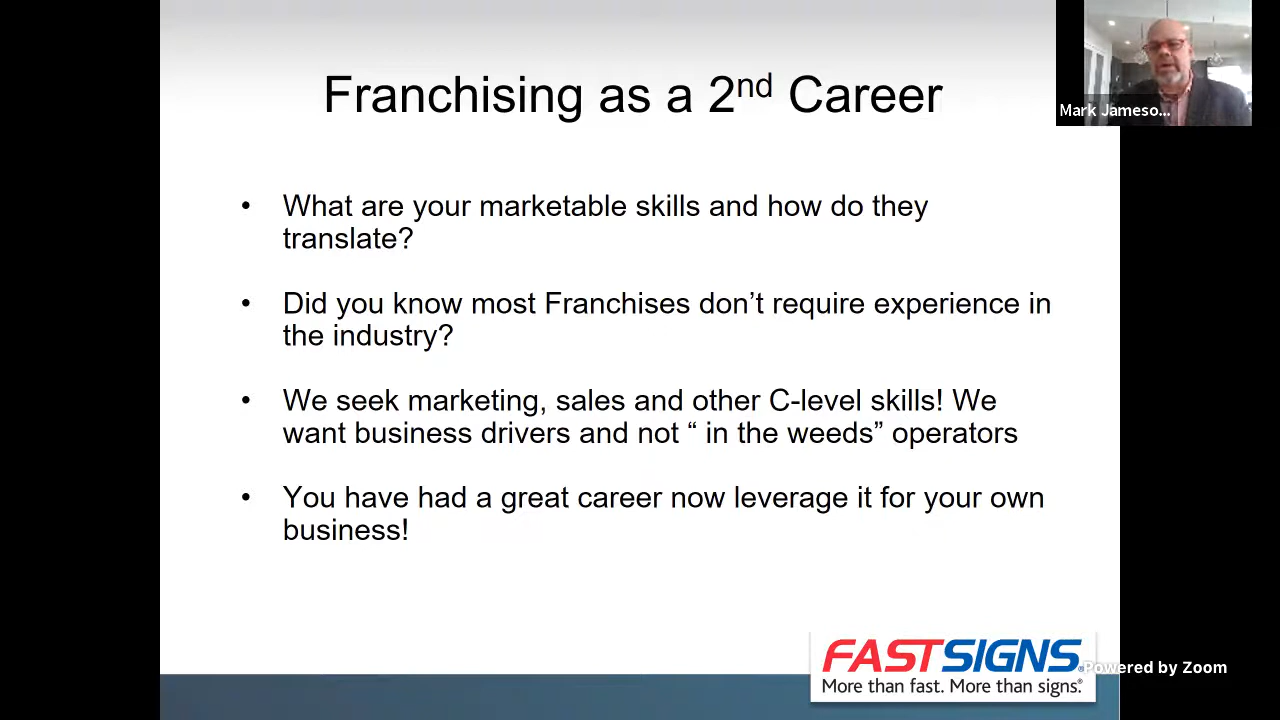 Franchising as a 2nd Career
Mark Jameso...
• What are your marketable skills and how do they
translate?
• Did you know most Franchises don’t require experience in
the industry?
• We seek marketing, sales and other C-level skills! We
want business drivers and not “ in the weeds” operators
• You have had a great career now leverage it for your own
business!
FASTSIGNS®
More than fast. More than signs.®
Powered by Zoom